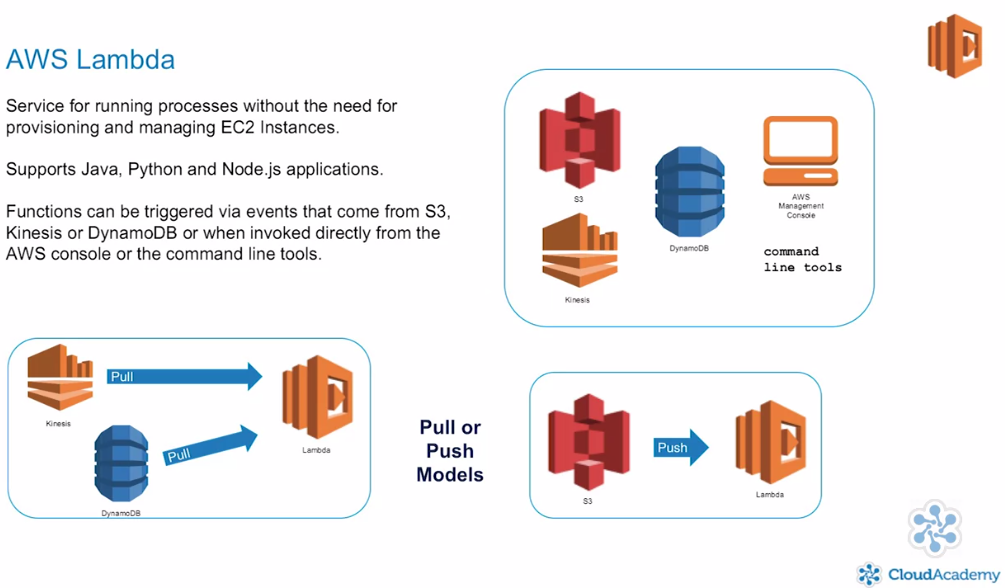 AWS Lambda
Service for running processes without the need for
provisioning and managing EC2 Instances.
Supports Java, Python and Node.js applications.
Functions can be triggered via events that come from S3,
Kinesis or DynamoDB or when invoked directly from the
AWS console or the command line tools.
S3
Kinesis
DynamoDB
AWS
Management
Console
command
line tools
Pull
Kinesis
Pull
DynamoDB
Lambda
Pull or
Push
Models
S3
Push
Lambda
CloudAcademy